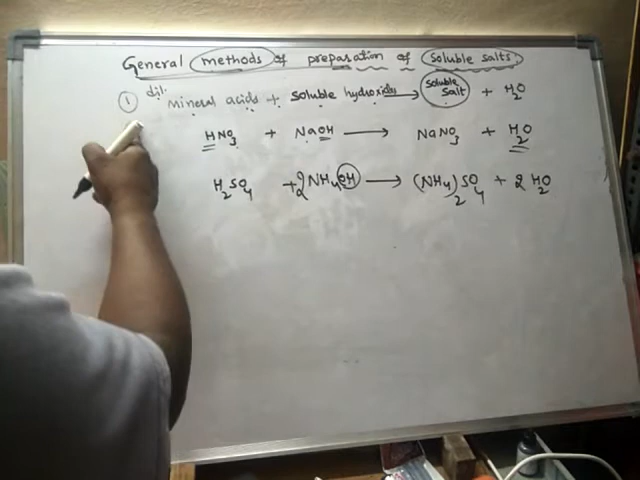 General methods of preparation of soluble salts
① dil. mineral acids + soluble hydroxides ⟶ soluble salt + H₂O
HNO₃ + NaOH ⟶ NaNO₃ + H₂O
H₂SO₄ + 2NH₄OH ⟶ (NH₄)₂SO₄ + 2H₂O